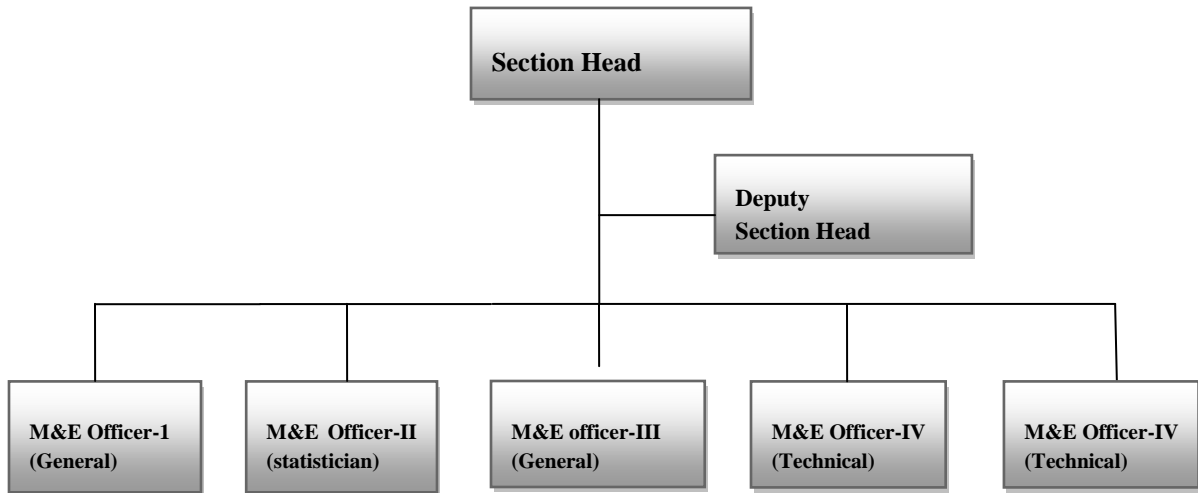 Section Head
Deputy
Section Head
M&E Officer-1
(General)
M&E Officer-II
(statistician)
M&E officer-III
(General)
M&E Officer-IV
(Technical)
M&E Officer-IV
(Technical)